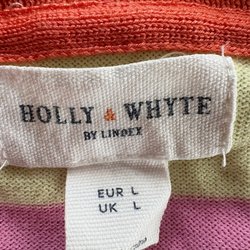 HOLLY & WHYTE
BY LINDEX
EUR L
UK L